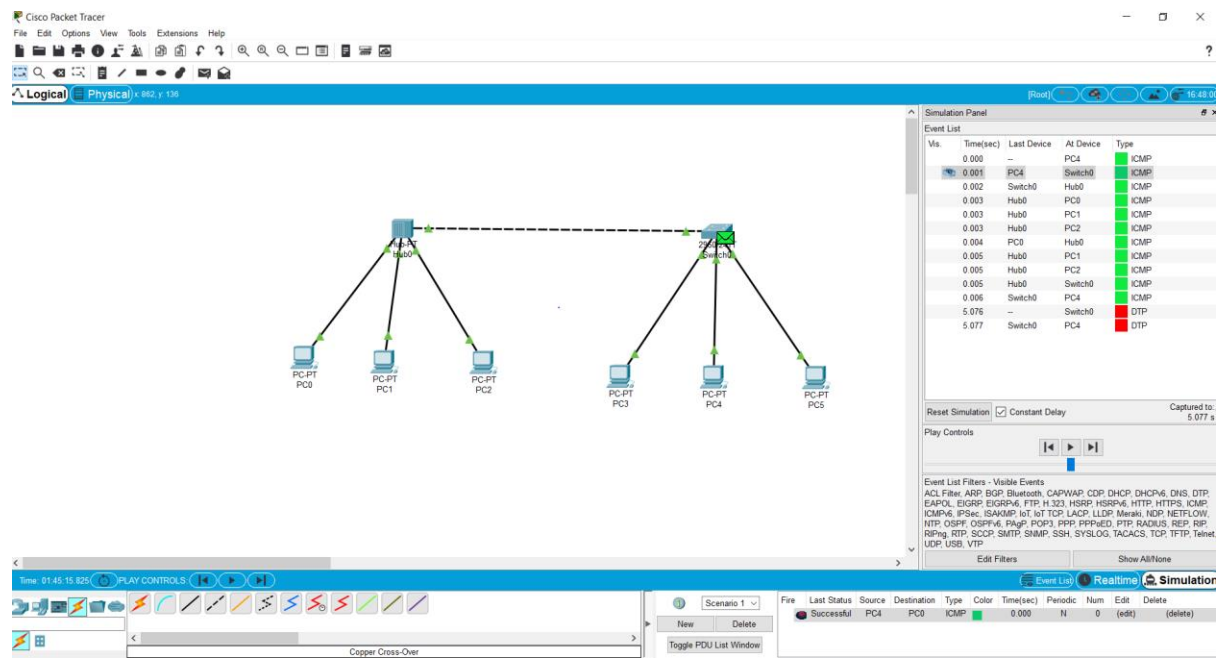 Cisco Packet Tracer
File Edit Options View Tools Extensions Help
?
Logical Physical x: 862, y: 136 [Root] 16:48:00
Simulation Panel
Event List
Vis. Time(sec) Last Device At Device Type
0.000 -- PC4 ICMP
0.001 PC4 Switch0 ICMP
0.002 Switch0 Hub0 ICMP
0.003 Hub0 PC0 ICMP
0.003 Hub0 PC1 ICMP
0.003 Hub0 PC2 ICMP
0.004 PC0 Hub0 ICMP
0.005 Hub0 PC1 ICMP
0.005 Hub0 PC2 ICMP
0.005 Hub0 Switch0 ICMP
0.006 Switch0 PC4 ICMP
5.076 -- Switch0 DTP
5.077 Switch0 PC4 DTP
Hub-PT
Hub0
Switch0
PC-PT
PC0
PC-PT
PC1
PC-PT
PC2
PC-PT
PC3
PC-PT
PC4
PC-PT
PC5
Reset Simulation Constant Delay Captured to:
5.077 s
Play Controls
Event List Filters - Visible Events
ACL Filter, ARP, BGP, Bluetooth, CAPWAP, CDP, DHCP, DHCPv6, DNS, DTP,
EAPOL, EIGRP, EIGRPv6, FTP, H.323, HSRP, HSRPv6, HTTP, HTTPS, ICMP,
ICMPv6, IPSec, ISAKMP, IoT, IoT TCP, LACP, LLDP, Meraki, NDP, NETFLOW,
NTP, OSPF, OSPFv6, PAgP, POP3, PPP, PPPoED, PTP, RADIUS, REP, RIP,
RIPng, RTP, SCCP, SMTP, SNMP, SSH, SYSLOG, TACACS, TCP, TFTP, Telnet,
UDP, USB, VTP
Edit Filters Show All/None
Time: 01:45:15.825 PLAY CONTROLS: Event List Realtime Simulation
Scenario 1
New Delete
Toggle PDU List Window
Fire Last Status Source Destination Type Color Time(sec) Periodic Num Edit Delete
Successful PC4 PC0 ICMP 0.000 N 0 (edit) (delete)
Copper Cross-Over